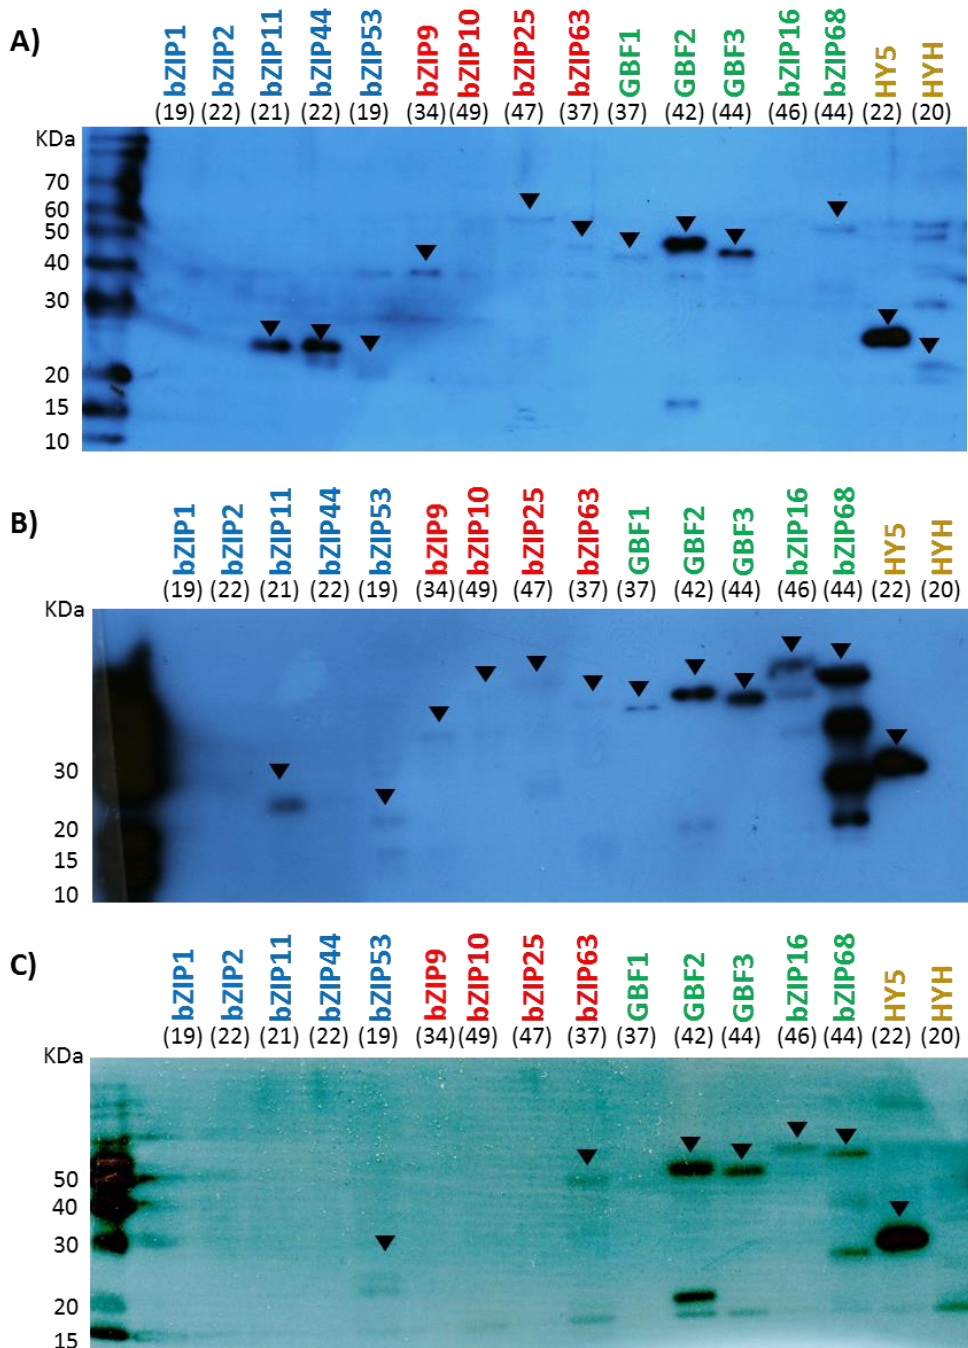 A)
bZIP1 bZIP2 bZIP11 bZIP44 bZIP53 bZIP9 bZIP10 bZIP25 bZIP63 GBF1 GBF2 GBF3 bZIP16 bZIP68 HY5 HYH
(19) (22) (21) (22) (19) (34) (49) (47) (37) (37) (42) (44) (46) (44) (22) (20)
KDa
70
60
50
40
30
20
15
10
B)
bZIP1 bZIP2 bZIP11 bZIP44 bZIP53 bZIP9 bZIP10 bZIP25 bZIP63 GBF1 GBF2 GBF3 bZIP16 bZIP68 HY5 HYH
(19) (22) (21) (22) (19) (34) (49) (47) (37) (37) (42) (44) (46) (44) (22) (20)
KDa
30
20
15
10
C)
bZIP1 bZIP2 bZIP11 bZIP44 bZIP53 bZIP9 bZIP10 bZIP25 bZIP63 GBF1 GBF2 GBF3 bZIP16 bZIP68 HY5 HYH
(19) (22) (21) (22) (19) (34) (49) (47) (37) (37) (42) (44) (46) (44) (22) (20)
KDa
50
40
30
20
15